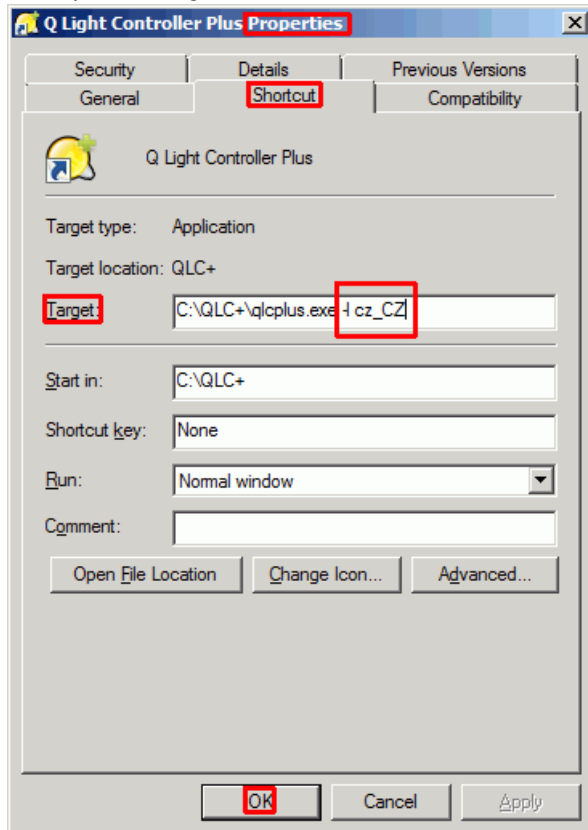 Q Light Controller Plus Properties
Security Details Previous Versions
General Shortcut Compatibility
Q Light Controller Plus
Target type: Application
Target location: QLC+
Target: C:\QLC+\qlcplus.exe -l cz_CZ
Start in: C:\QLC+
Shortcut key: None
Run: Normal window
Comment:
Open File Location Change Icon... Advanced...
OK Cancel Apply